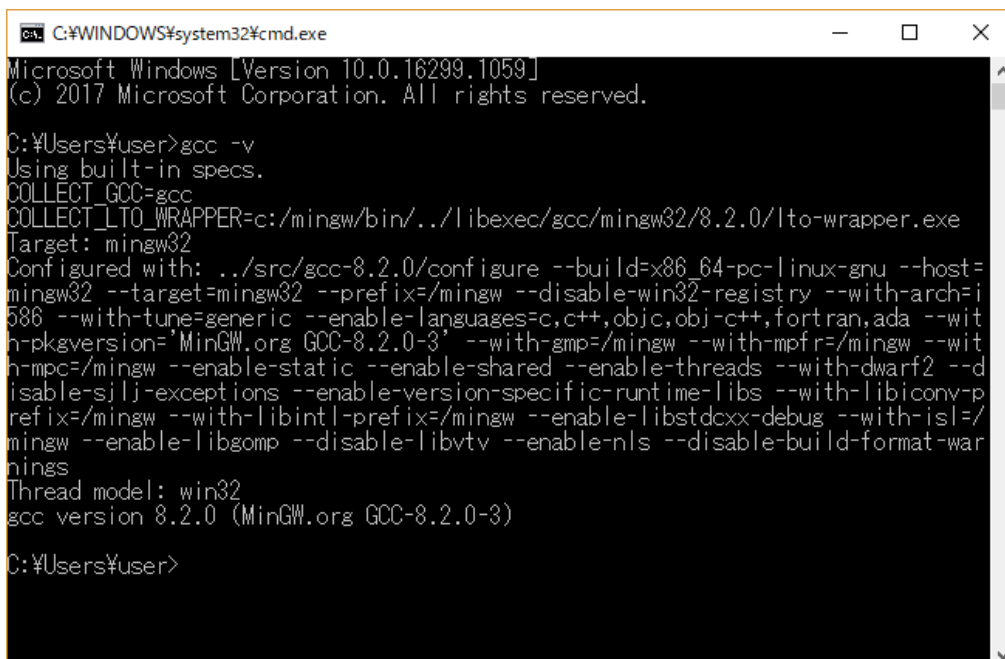 C:¥WINDOWS¥system32¥cmd.exe
Microsoft Windows [Version 10.0.16299.1059]
(c) 2017 Microsoft Corporation. All rights reserved.
C:¥Users¥user>gcc -v
Using built-in specs.
COLLECT_GCC=gcc
COLLECT_LTO_WRAPPER=c:/mingw/bin/../libexec/gcc/mingw32/8.2.0/lto-wrapper.exe
Target: mingw32
Configured with: ../src/gcc-8.2.0/configure --build=x86_64-pc-linux-gnu --host=
mingw32 --target=mingw32 --prefix=/mingw --disable-win32-registry --with-arch=i
586 --with-tune=generic --enable-languages=c,c++,objc,obj-c++,fortran,ada --wit
h-pkgversion='MinGW.org GCC-8.2.0-3' --with-gmp=/mingw --with-mpfr=/mingw --wit
h-mpc=/mingw --enable-static --enable-shared --enable-threads --with-dwarf2 --d
isable-sjlj-exceptions --enable-version-specific-runtime-libs --with-libiconv-p
refix=/mingw --with-libintl-prefix=/mingw --enable-libstdcxx-debug --with-isl=/
mingw --enable-libgomp --disable-libvtv --enable-nls --disable-build-format-war
nings
Thread model: win32
gcc version 8.2.0 (MinGW.org GCC-8.2.0-3)
C:¥Users¥user>